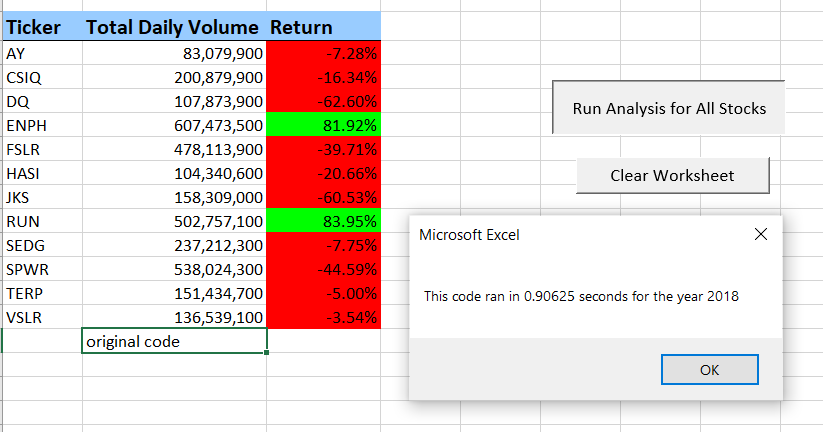 Ticker Total Daily Volume Return
AY 83,079,900 -7.28%
CSIQ 200,879,900 -16.34%
DQ 107,873,900 -62.60%
ENPH 607,473,500 81.92%
FSLR 478,113,900 -39.71%
HASI 104,340,600 -20.66%
JKS 158,309,000 -60.53%
RUN 502,757,100 83.95%
SEDG 237,212,300 -7.75%
SPWR 538,024,300 -44.59%
TERP 151,434,700 -5.00%
VSLR 136,539,100 -3.54%
original code
Run Analysis for All Stocks
Clear Worksheet
Microsoft Excel
This code ran in 0.90625 seconds for the year 2018
OK